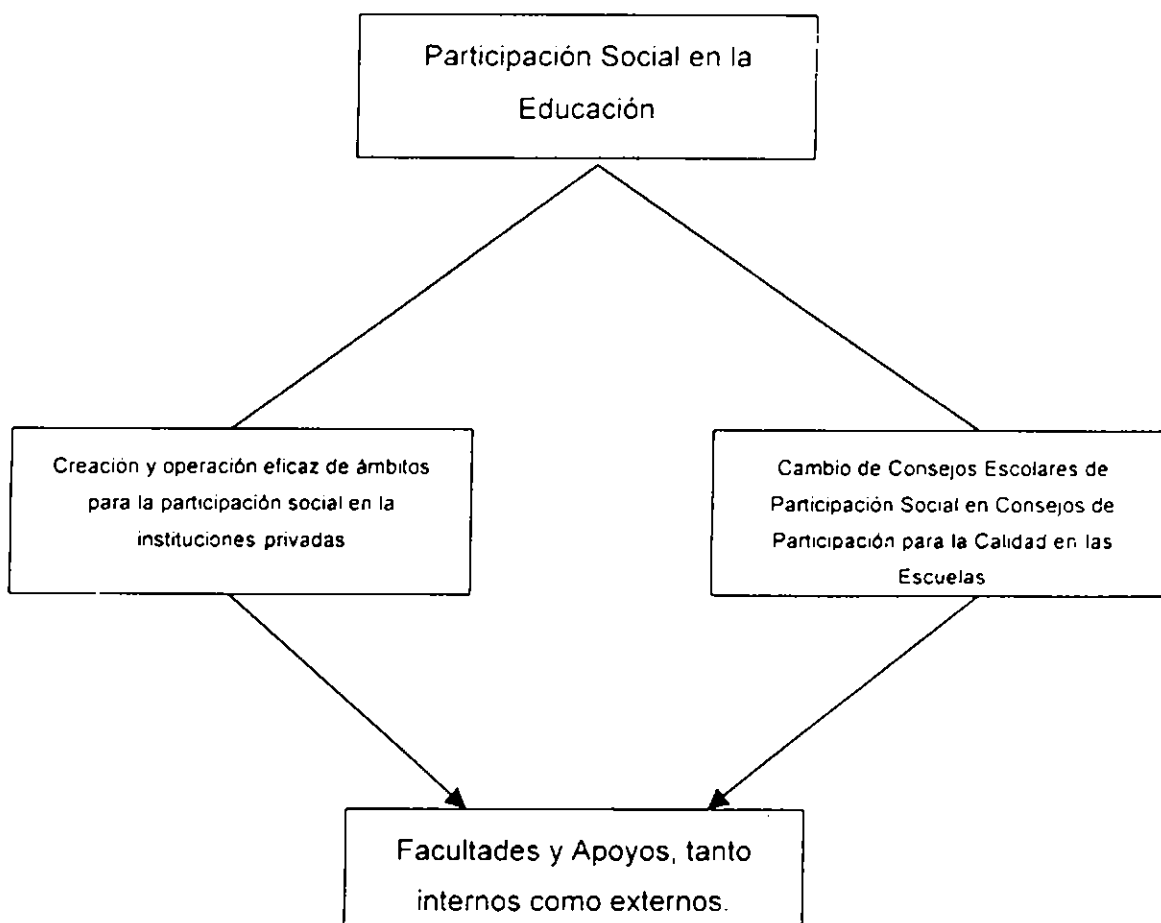 Participación Social en la
Educación
Creación y operación eficaz de ámbitos
para la participación social en la
instituciones privadas
Cambio de Consejos Escolares de
Participación Social en Consejos de
Participación para la Calidad en las
Escuelas
Facultades y Apoyos, tanto
internos como externos.